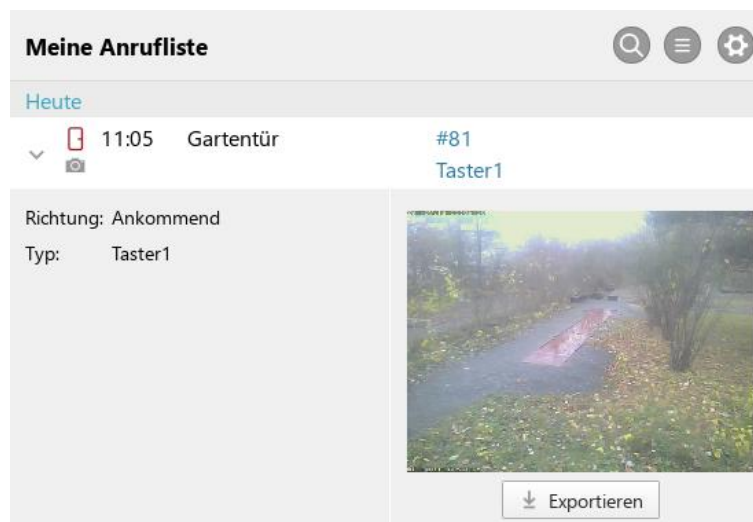 Meine Anrufliste
Heute
11:05 Gartentür #81
Taster1
Richtung: Ankommend
Typ: Taster1
Exportieren